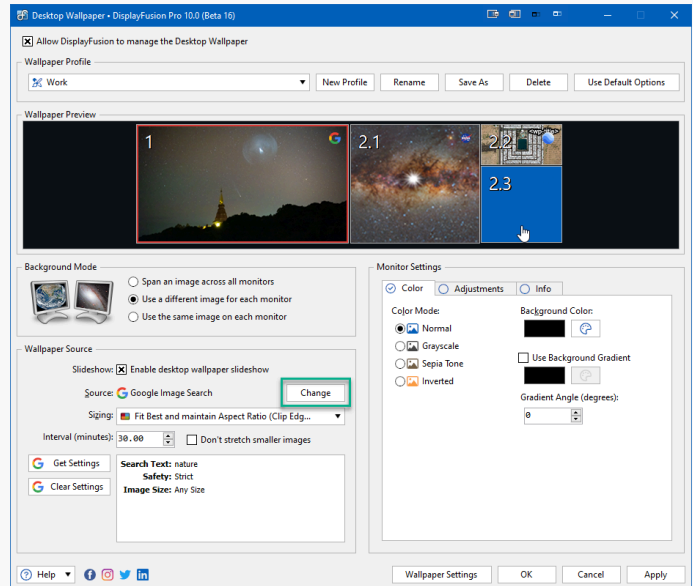 Desktop Wallpaper • DisplayFusion Pro 10.0 (Beta 16)
Allow DisplayFusion to manage the Desktop Wallpaper
Wallpaper Profile
Work
New Profile
Rename
Save As
Delete
Use Default Options
Wallpaper Preview
1
2.1
2.2
2.3
Background Mode
Span an image across all monitors
Use a different image for each monitor
Use the same image on each monitor
Wallpaper Source
Slideshow: Enable desktop wallpaper slideshow
Source: Google Image Search
Change
Sizing: Fit Best and maintain Aspect Ratio (Clip Edg...
Interval (minutes): 30.00 Don't stretch smaller images
Get Settings
Clear Settings
Search Text: nature
Safety: Strict
Image Size: Any Size
Monitor Settings
Color
Adjustments
Info
Color Mode:
Normal
Grayscale
Sepia Tone
Inverted
Background Color:
Use Background Gradient
Gradient Angle (degrees):
0
Help
Wallpaper Settings
OK
Cancel
Apply